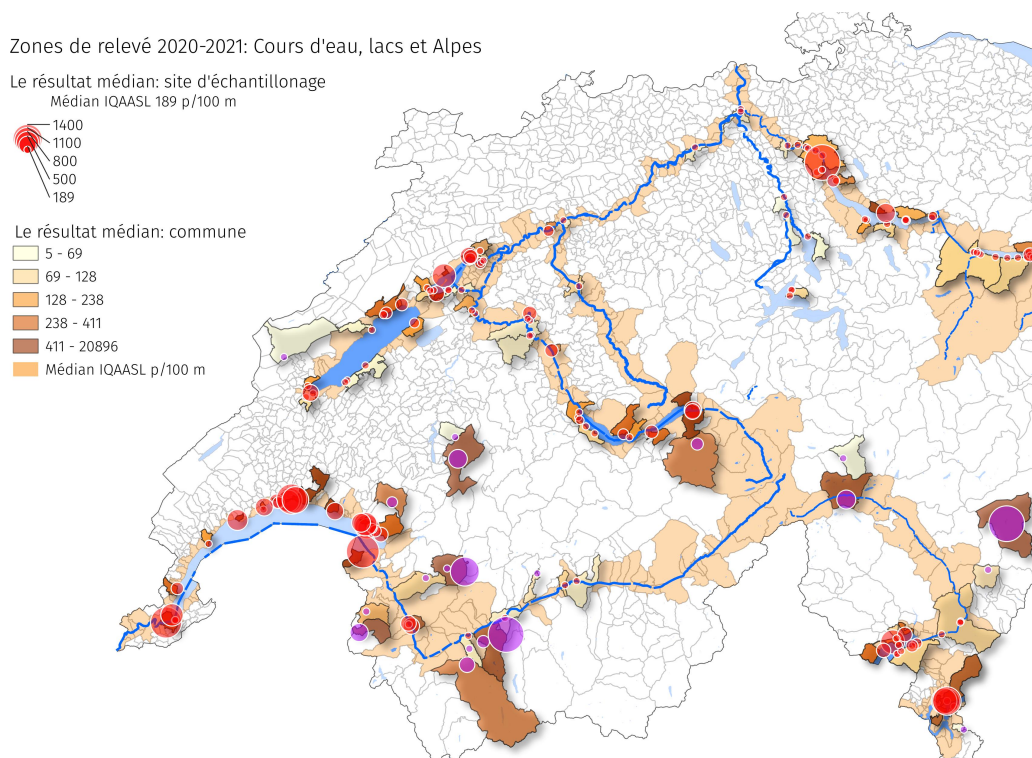 Zones de relevé 2020-2021: Cours d'eau, lacs et Alpes
Le résultat médian: site d'échantillonage
Médian IQAASL 189 p/100 m
1400
1100
800
500
189
Le résultat médian: commune
5 - 69
69 - 128
128 - 238
238 - 411
411 - 20896
Médian IQAASL p/100 m